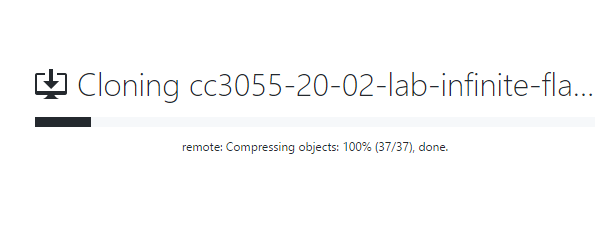 Cloning cc3055-20-02-lab-infinite-fla...
remote: Compressing objects: 100% (37/37), done.